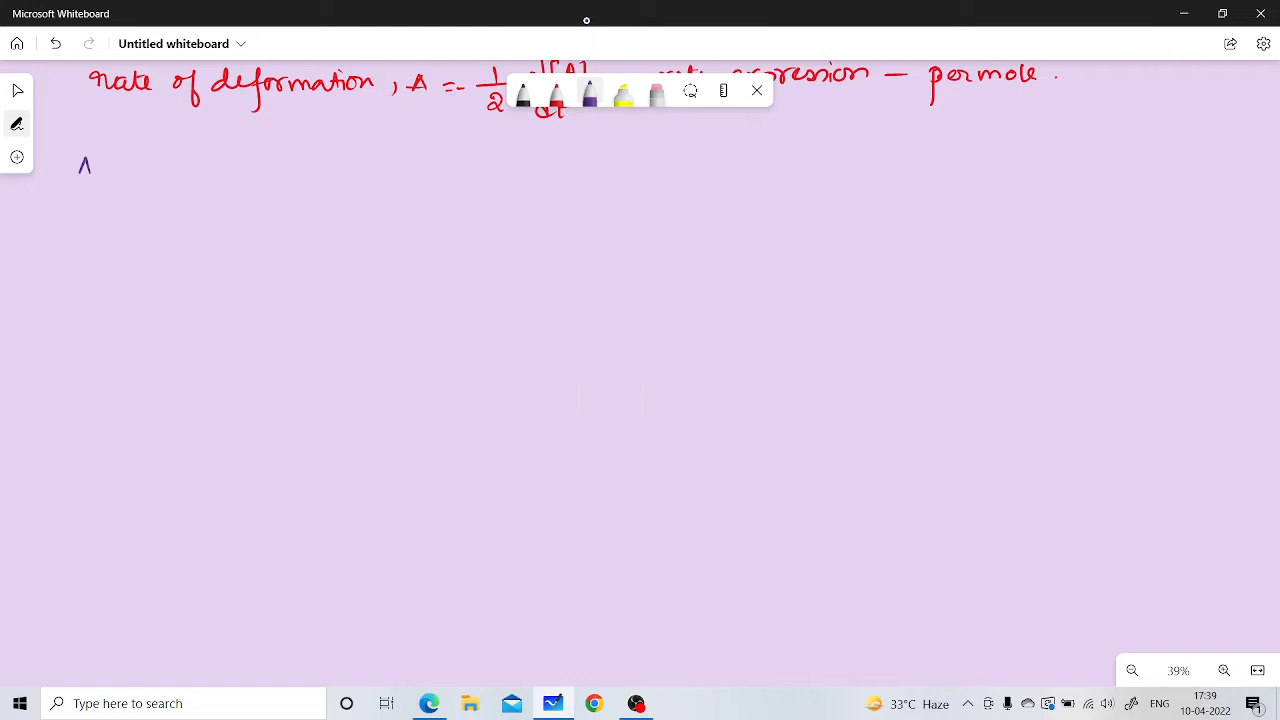 Microsoft Whiteboard
Untitled whiteboard
rate of deformation, A = - 1/2 d[A]/dt expression - per mole.
A
39%
Type here to search
33°C Haze
ENG
17:39
10-04-2022
1